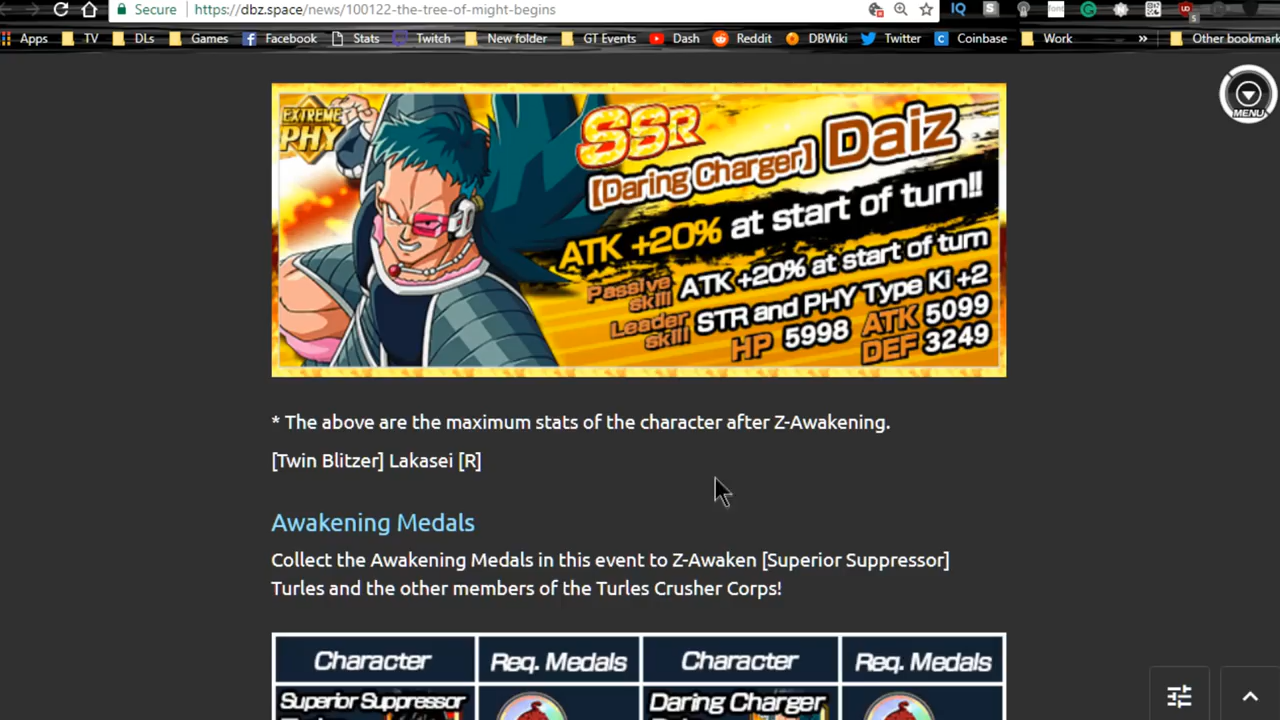 Secure https://dbz.space/news/100122-the-tree-of-might-begins IQ S font
Apps TV DLs Games Facebook Stats Twitch New folder GT Events Dash Reddit DBWiki Twitter Coinbase Work » Other bookmark
MENU
EXTREME
PHY
SSR
[Daring Charger] Daiz
ATK +20% at start of turn!!
Passive skill ATK +20% at start of turn
Leader skill STR and PHY Type Ki +2
HP 5998 ATK 5099
DEF 3249
* The above are the maximum stats of the character after Z-Awakening.
[Twin Blitzer] Lakasei [R]
Awakening Medals
Collect the Awakening Medals in this event to Z-Awaken [Superior Suppressor]
Turles and the other members of the Turles Crusher Corps!
Character Req. Medals Character Req. Medals
Superior Suppressor Daring Charger